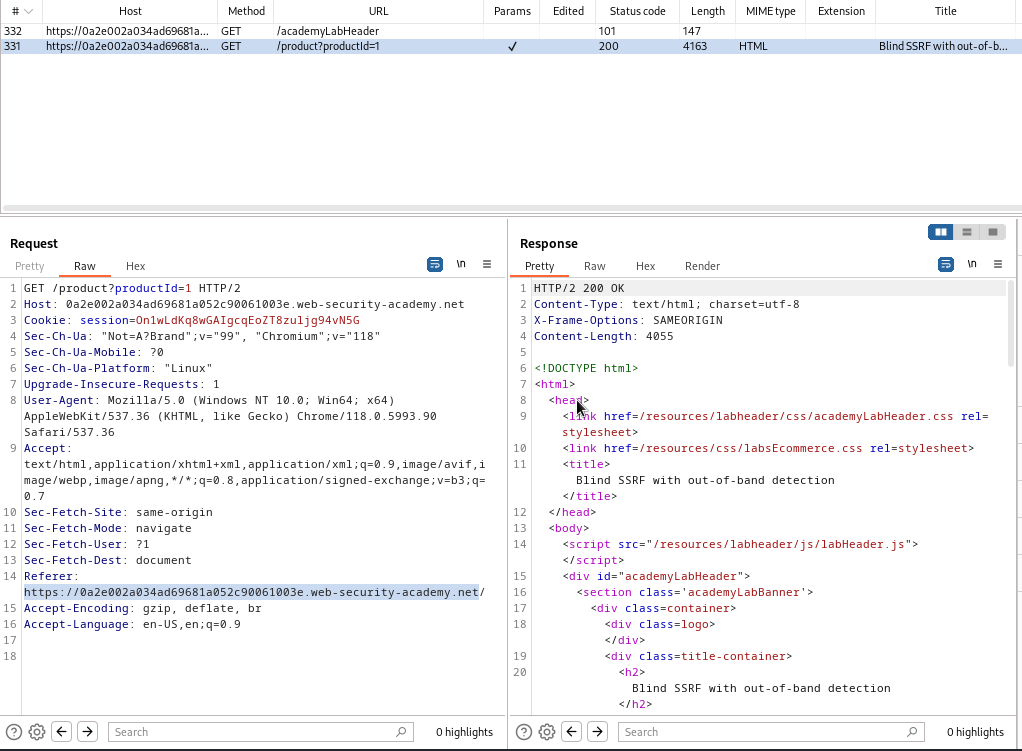 # Host Method URL Params Edited Status code Length MIME type Extension Title
332 https://0a2e002a034ad69681a... GET /academyLabHeader 101 147
331 https://0a2e002a034ad69681a... GET /product?productId=1 ✓ 200 4163 HTML Blind SSRF with out-of-b...
Request
Pretty Raw Hex \n
1 GET /product?productId=1 HTTP/2
2 Host: 0a2e002a034ad69681a052c90061003e.web-security-academy.net
3 Cookie: session=On1wLdKq8wGAIgcqEoZT8zuljg94vN5G
4 Sec-Ch-Ua: "Not=A?Brand";v="99", "Chromium";v="118"
5 Sec-Ch-Ua-Mobile: ?0
6 Sec-Ch-Ua-Platform: "Linux"
7 Upgrade-Insecure-Requests: 1
8 User-Agent: Mozilla/5.0 (Windows NT 10.0; Win64; x64)
AppleWebKit/537.36 (KHTML, like Gecko) Chrome/118.0.5993.90
Safari/537.36
9 Accept:
text/html,application/xhtml+xml,application/xml;q=0.9,image/avif,i
mage/webp,image/apng,*/*;q=0.8,application/signed-exchange;v=b3;q=
0.7
10 Sec-Fetch-Site: same-origin
11 Sec-Fetch-Mode: navigate
12 Sec-Fetch-User: ?1
13 Sec-Fetch-Dest: document
14 Referer:
https://0a2e002a034ad69681a052c90061003e.web-security-academy.net/
15 Accept-Encoding: gzip, deflate, br
16 Accept-Language: en-US,en;q=0.9
17
18
Search 0 highlights
Response
Pretty Raw Hex Render \n
1 HTTP/2 200 OK
2 Content-Type: text/html; charset=utf-8
3 X-Frame-Options: SAMEORIGIN
4 Content-Length: 4055
5
6 <!DOCTYPE html>
7 <html>
8 <head>
9 <link href=/resources/labheader/css/academyLabHeader.css rel=
stylesheet>
10 <link href=/resources/css/labsEcommerce.css rel=stylesheet>
11 <title>
Blind SSRF with out-of-band detection
</title>
12 </head>
13 <body>
14 <script src="/resources/labheader/js/labHeader.js">
</script>
15 <div id="academyLabHeader">
16 <section class='academyLabBanner'>
17 <div class=container>
18 <div class=logo>
</div>
19 <div class=title-container>
20 <h2>
Blind SSRF with out-of-band detection
</h2>
Search 0 highlights